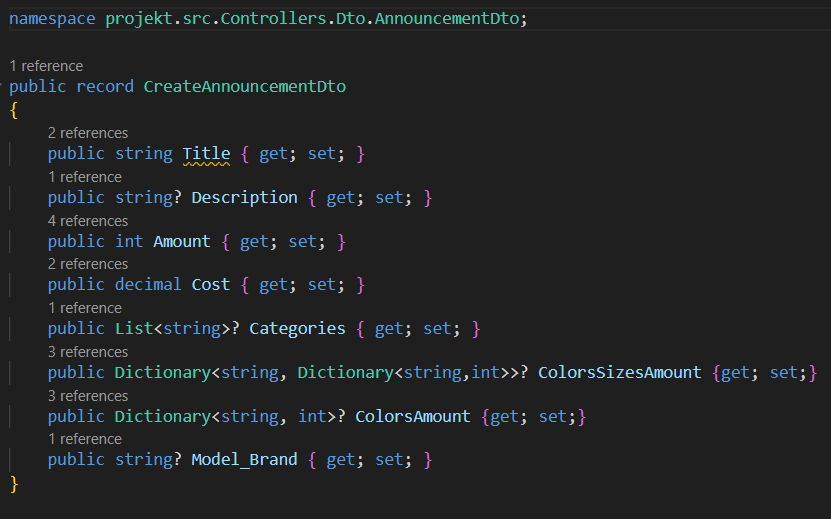 namespace projekt.src.Controllers.Dto.AnnouncementDto;
1 reference
public record CreateAnnouncementDto
{
2 references
public string Title { get; set; }
1 reference
public string? Description { get; set; }
4 references
public int Amount { get; set; }
2 references
public decimal Cost { get; set; }
1 reference
public List<string>? Categories { get; set; }
3 references
public Dictionary<string, Dictionary<string,int>>? ColorsSizesAmount {get; set;}
3 references
public Dictionary<string, int>? ColorsAmount {get; set;}
1 reference
public string? Model_Brand { get; set; }
}